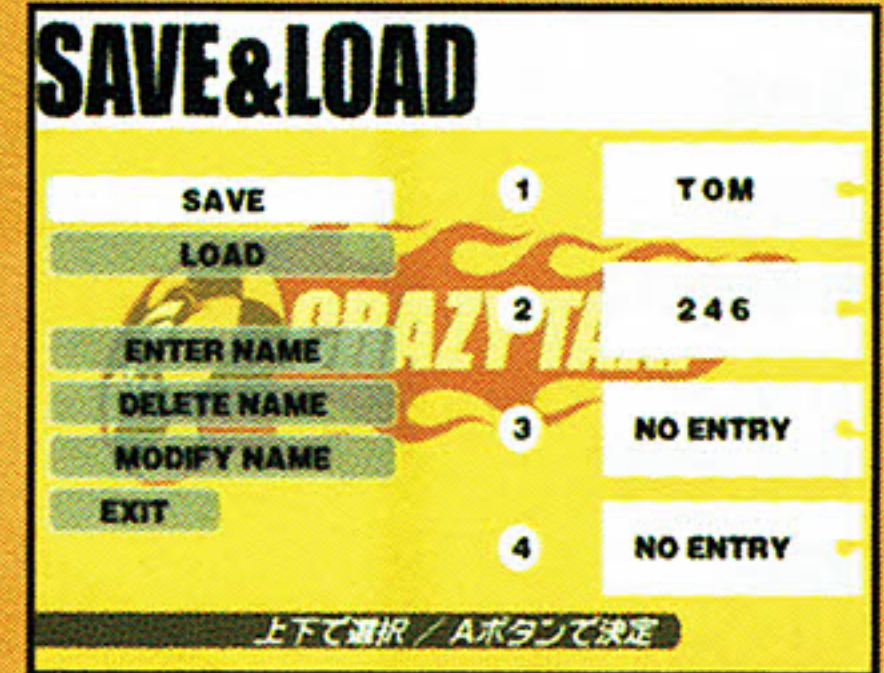 SAVE&LOAD
SAVE
LOAD
ENTER NAME
DELETE NAME
MODIFY NAME
EXIT
1 TOM
2 246
3 NO ENTRY
4 NO ENTRY
上下で選択 / Aボタンで決定